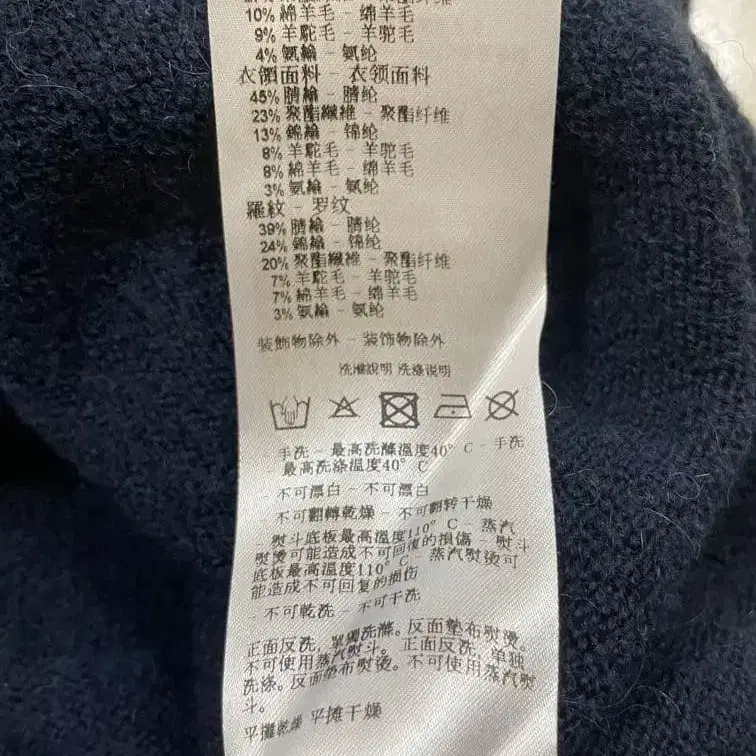 10% 綿羊毛 - 绵羊毛
9% 羊駝毛 - 羊驼毛
4% 氨綸 - 氨纶
衣領面料 - 衣领面料
45% 腈綸 - 腈纶
23% 聚酯纖維 - 聚酯纤维
13% 錦綸 - 锦纶
8% 羊駝毛 - 羊驼毛
8% 綿羊毛 - 绵羊毛
3% 氨綸 - 氨纶
羅紋 - 罗纹
39% 腈綸 - 腈纶
24% 錦綸 - 锦纶
20% 聚酯纖維 - 聚酯纤维
7% 羊駝毛 - 羊驼毛
7% 綿羊毛 - 绵羊毛
3% 氨綸 - 氨纶
装飾物除外 - 装饰物除外
洗滌說明 洗涤说明
手洗 - 最高洗滌溫度40° C - 手洗
- 最高洗涤温度40° C
- 不可漂白 - 不可漂白
- 不可翻轉乾燥 - 不可翻转干燥
- 熨斗底板最高溫度110° C - 蒸汽
熨燙可能造成不可回復的損傷 - 熨斗
底板最高温度110° C - 蒸汽熨烫可
能造成不可回复的损伤
- 不可乾洗 - 不可干洗
正面反洗，單獨洗滌。反面墊布熨燙。
不可使用蒸汽熨斗。 正面反洗，单独
洗涤。反面垫布熨烫。不可使用蒸汽熨
斗。
平攤乾燥 平摊干燥